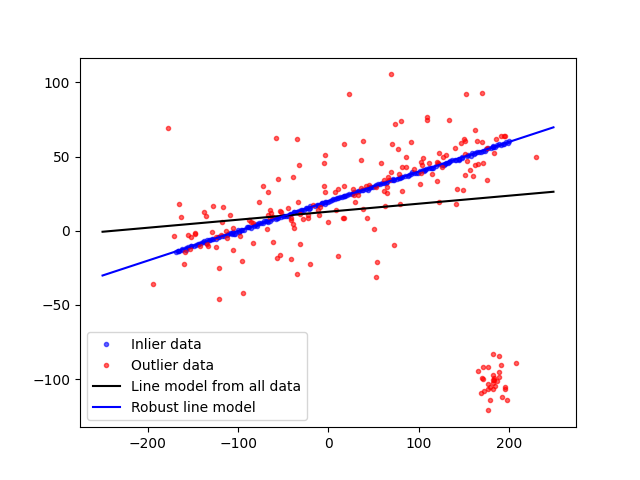 100
50
0
−50
−100
Inlier data
Outlier data
Line model from all data
Robust line model
−200
−100
0
100
200